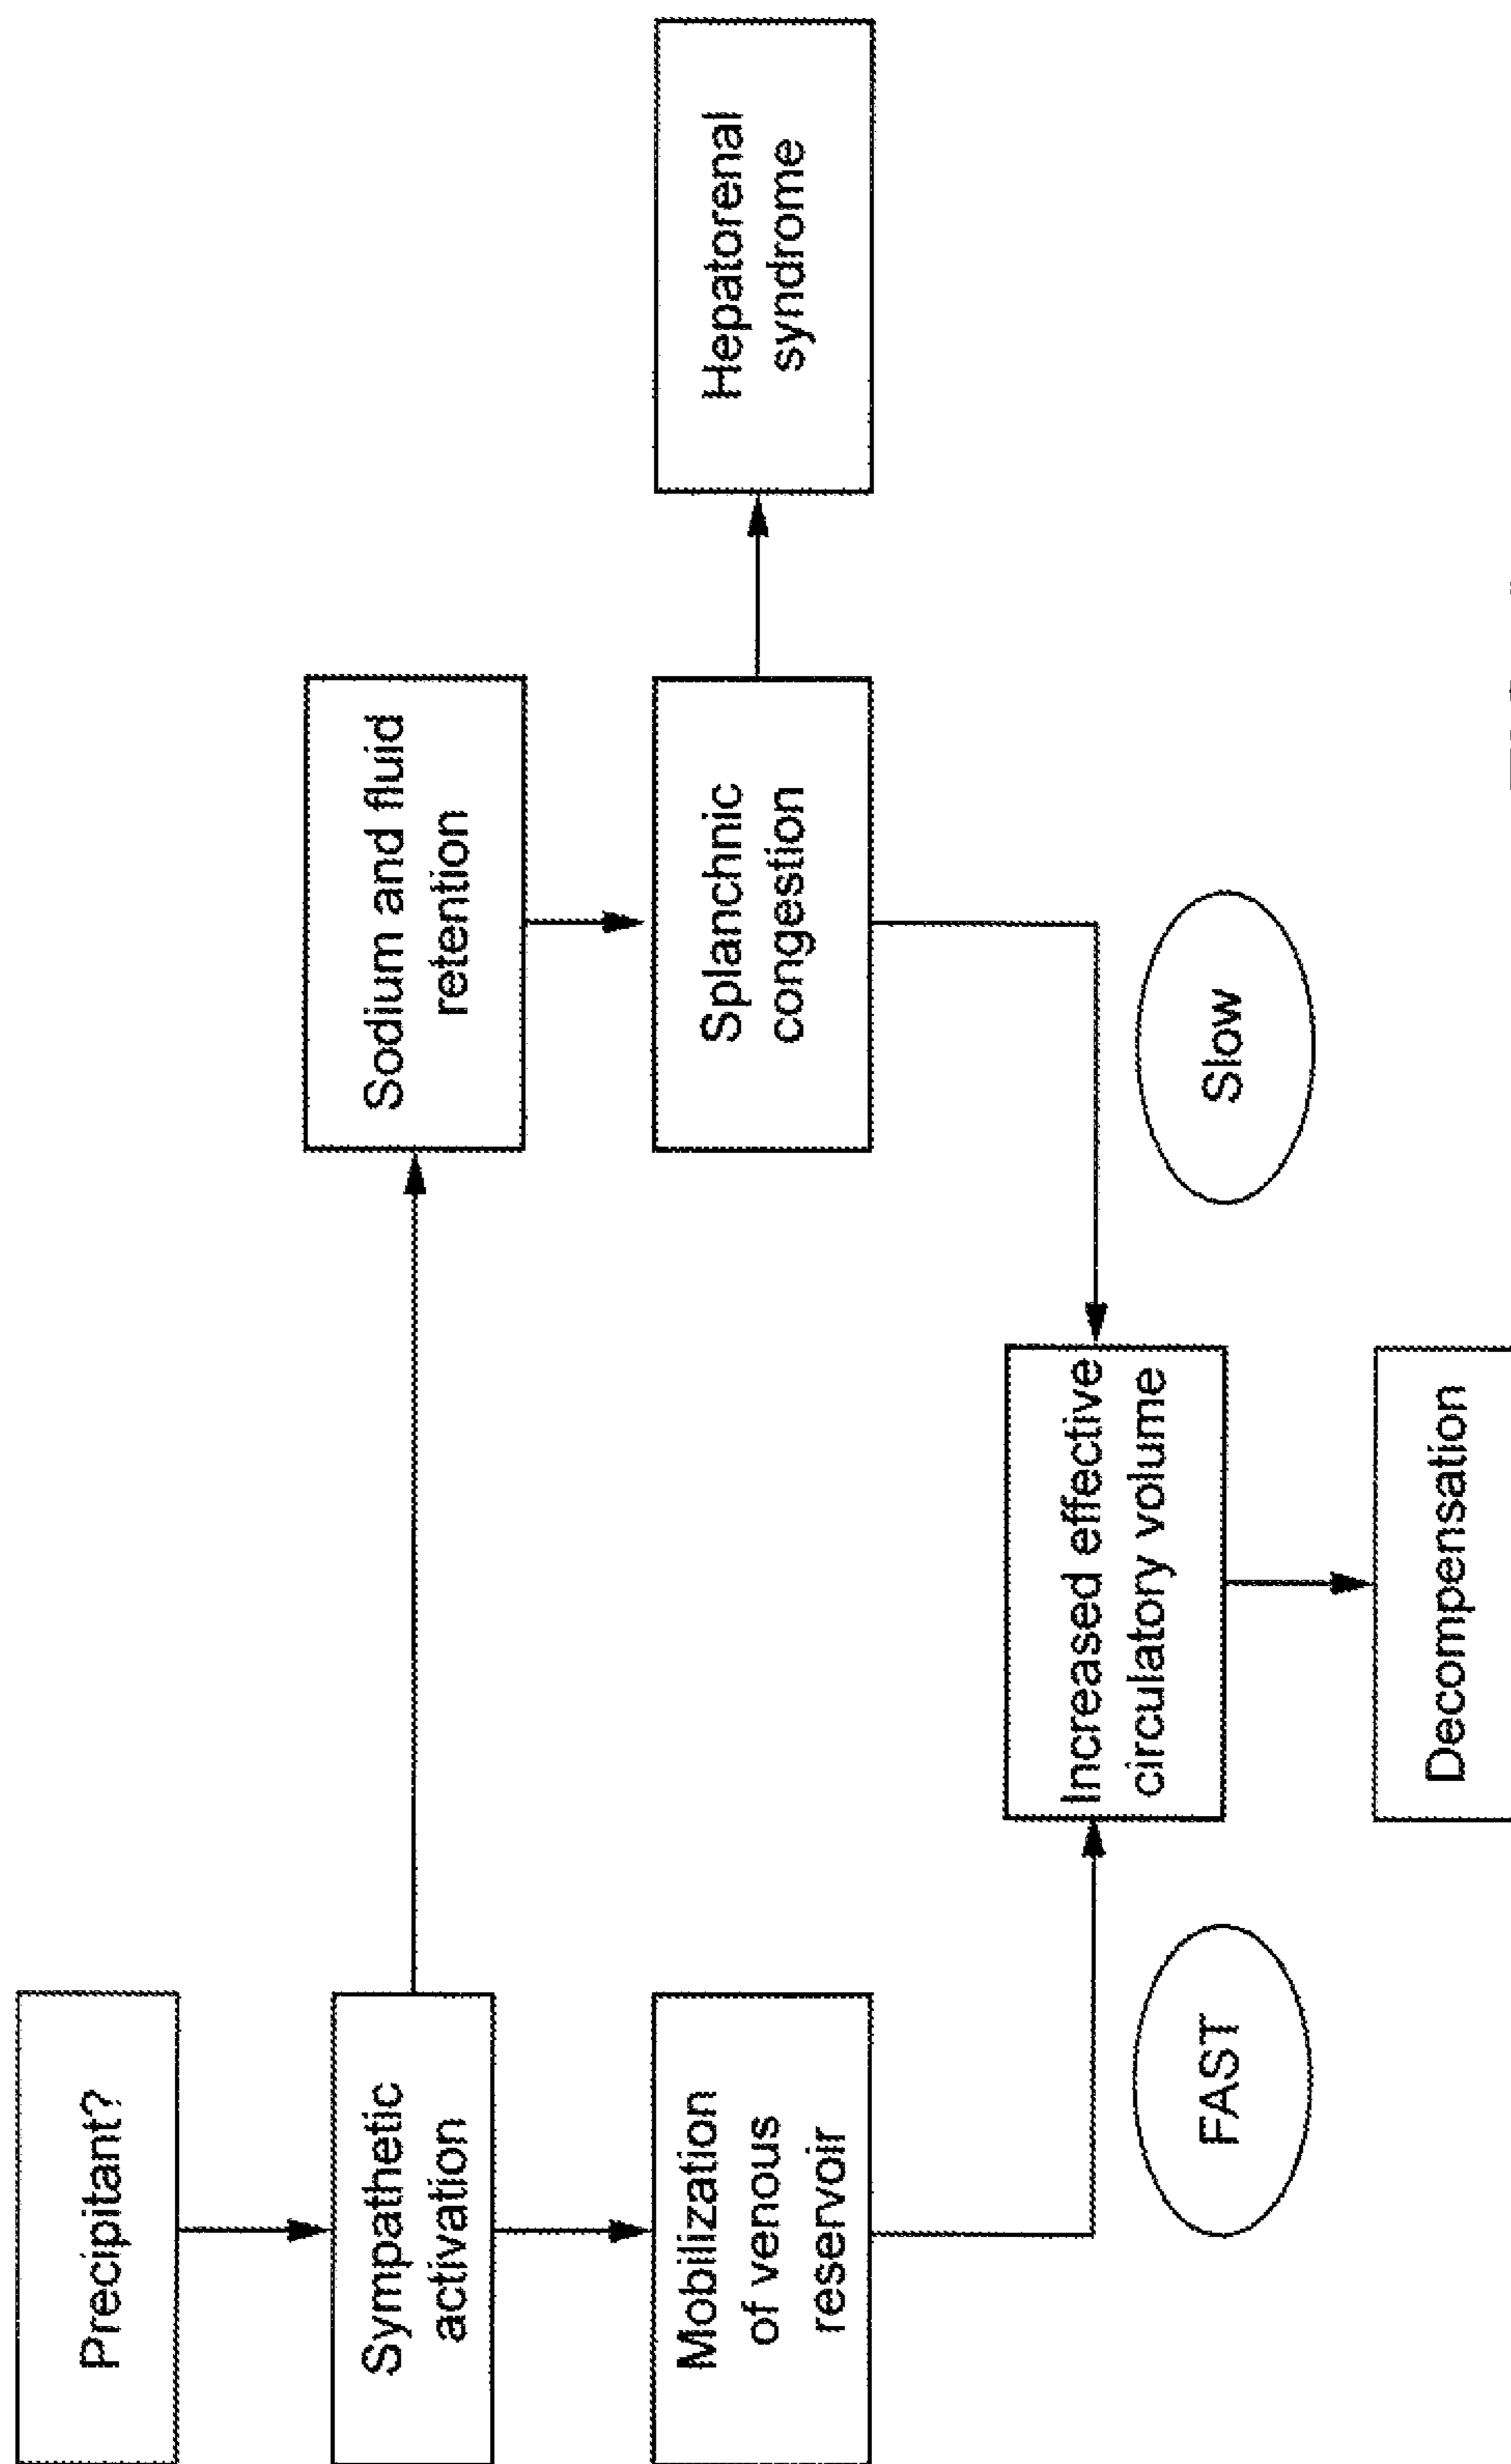 Precipitant?
Sympathetic
activation
Mobilization
of venous
reservoir
FAST
Sodium and fluid
retention
Splanchnic
congestion
Hepatorenal
syndrome
Slow
Increased effective
circulatory volume
Decompensation